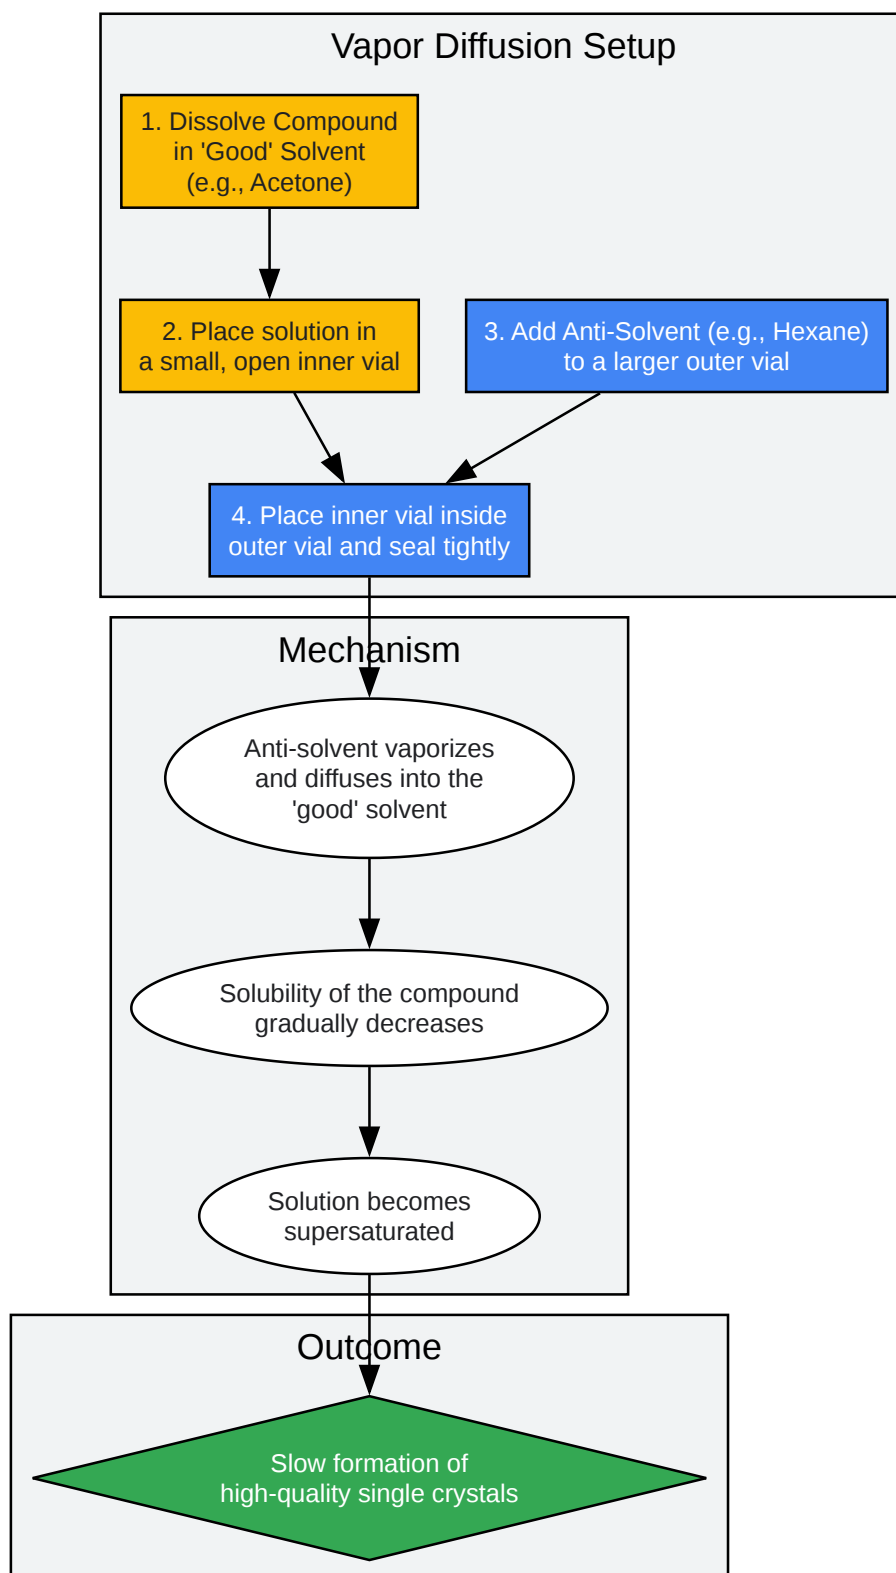 Vapor Diffusion Setup
1. Dissolve Compound
in 'Good' Solvent
(e.g., Acetone)
2. Place solution in
a small, open inner vial
3. Add Anti-Solvent (e.g., Hexane)
to a larger outer vial
4. Place inner vial inside
outer vial and seal tightly
Mechanism
Anti-solvent vaporizes
and diffuses into the
'good' solvent
Solubility of the compound
gradually decreases
Solution becomes
supersaturated
Outcome
Slow formation of
high-quality single crystals